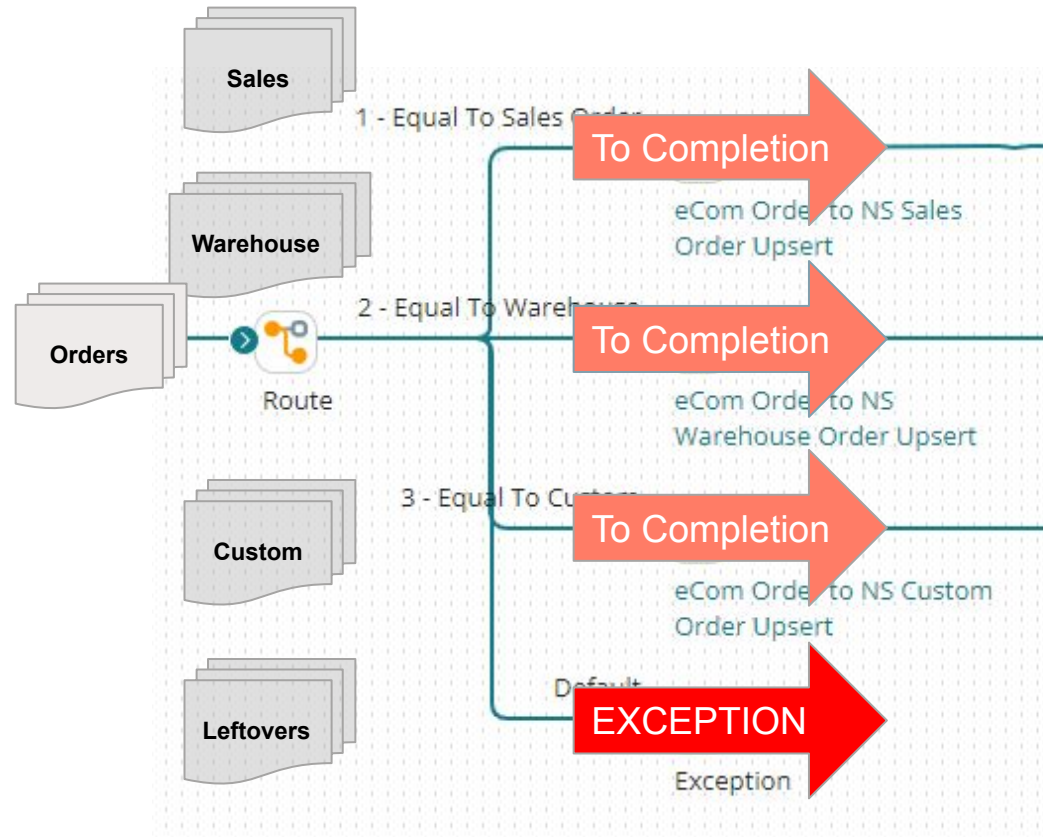 Sales
1 - Equal To Sales Order
To Completion
eCom Order to NS Sales
Order Upsert
Warehouse
2 - Equal To Warehouse
To Completion
Orders
Route
eCom Order to NS
Warehouse Order Upsert
3 - Equal To Custom
To Completion
Custom
eCom Order to NS Custom
Order Upsert
Default
EXCEPTION
Leftovers
Exception